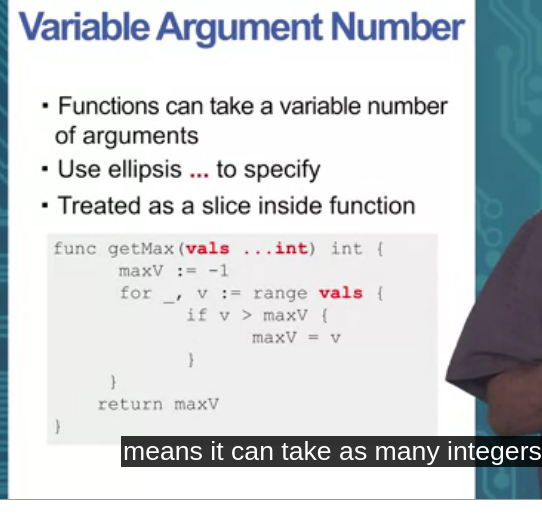 Variable Argument Number
▪ Functions can take a variable number
of arguments
▪ Use ellipsis ... to specify
▪ Treated as a slice inside function
func getMax(vals ...int) int {
maxV := -1
for _, v := range vals {
if v > maxV {
maxV = v
}
}
return maxV
}
means it can take as many integers